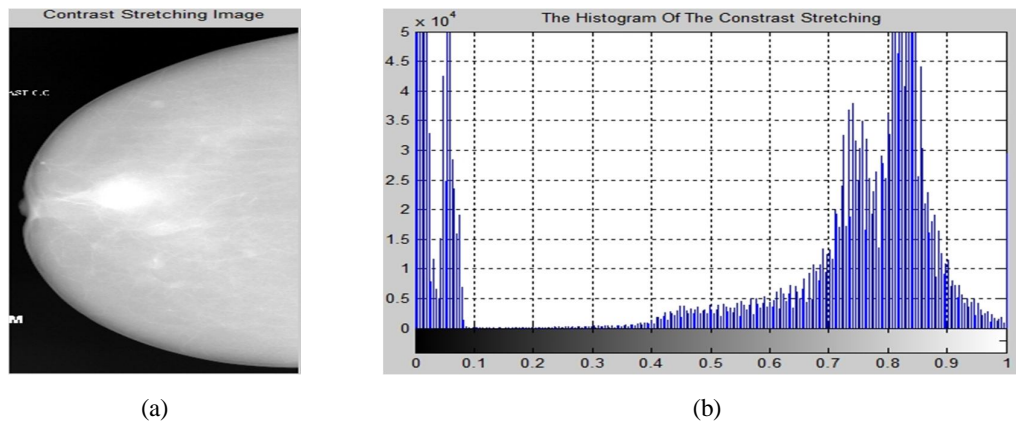 Contrast Stretching Image
AST C.C
M
(a)
The Histogram Of The Constrast Stretching
× 10⁴
5
4.5
4
3.5
3
2.5
2
1.5
1
0.5
0
0 0.1 0.2 0.3 0.4 0.5 0.6 0.7 0.8 0.9 1
(b)